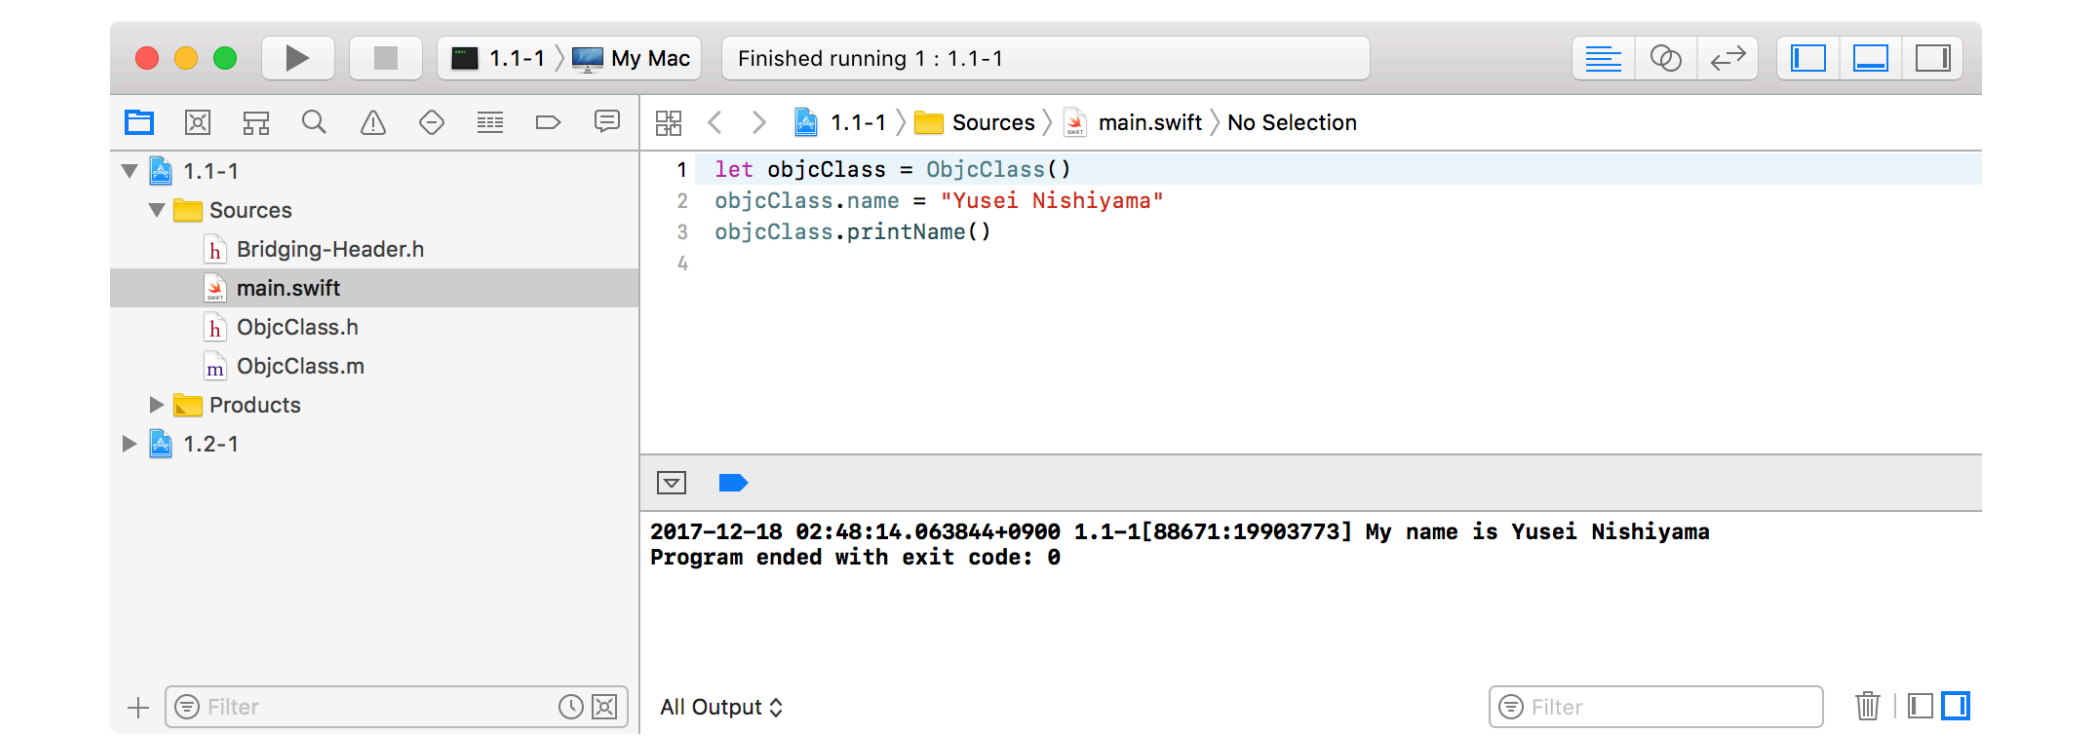 1.1-1 My Mac Finished running 1 : 1.1-1
1.1-1 Sources main.swift No Selection
1.1-1
Sources
Bridging-Header.h
main.swift
ObjcClass.h
ObjcClass.m
Products
1.2-1
Filter
1 let objcClass = ObjcClass()
2 objcClass.name = "Yusei Nishiyama"
3 objcClass.printName()
4
2017-12-18 02:48:14.063844+0900 1.1-1[88671:19903773] My name is Yusei Nishiyama
Program ended with exit code: 0
All Output Filter